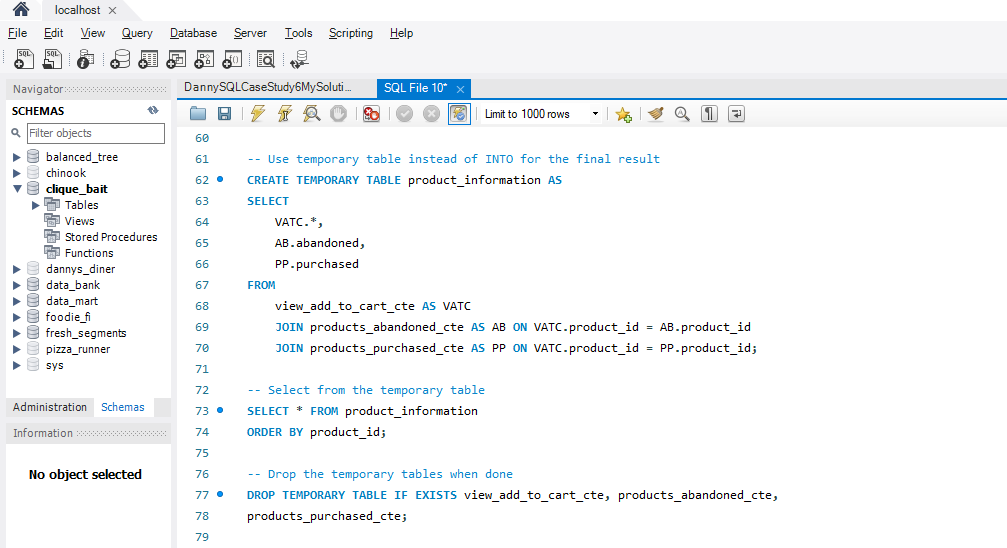 localhost
File Edit View Query Database Server Tools Scripting Help
Navigator
SCHEMAS
Filter objects
balanced_tree
chinook
clique_bait
Tables
Views
Stored Procedures
Functions
dannys_diner
data_bank
data_mart
foodie_fi
fresh_segments
pizza_runner
sys
Administration Schemas
Information
No object selected
DannySQLCaseStudy6MySoluti... SQL File 10*
Limit to 1000 rows
60
61 -- Use temporary table instead of INTO for the final result
62 CREATE TEMPORARY TABLE product_information AS
63 SELECT
64 VATC.*,
65 AB.abandoned,
66 PP.purchased
67 FROM
68 view_add_to_cart_cte AS VATC
69 JOIN products_abandoned_cte AS AB ON VATC.product_id = AB.product_id
70 JOIN products_purchased_cte AS PP ON VATC.product_id = PP.product_id;
71
72 -- Select from the temporary table
73 SELECT * FROM product_information
74 ORDER BY product_id;
75
76 -- Drop the temporary tables when done
77 DROP TEMPORARY TABLE IF EXISTS view_add_to_cart_cte, products_abandoned_cte,
78 products_purchased_cte;
79